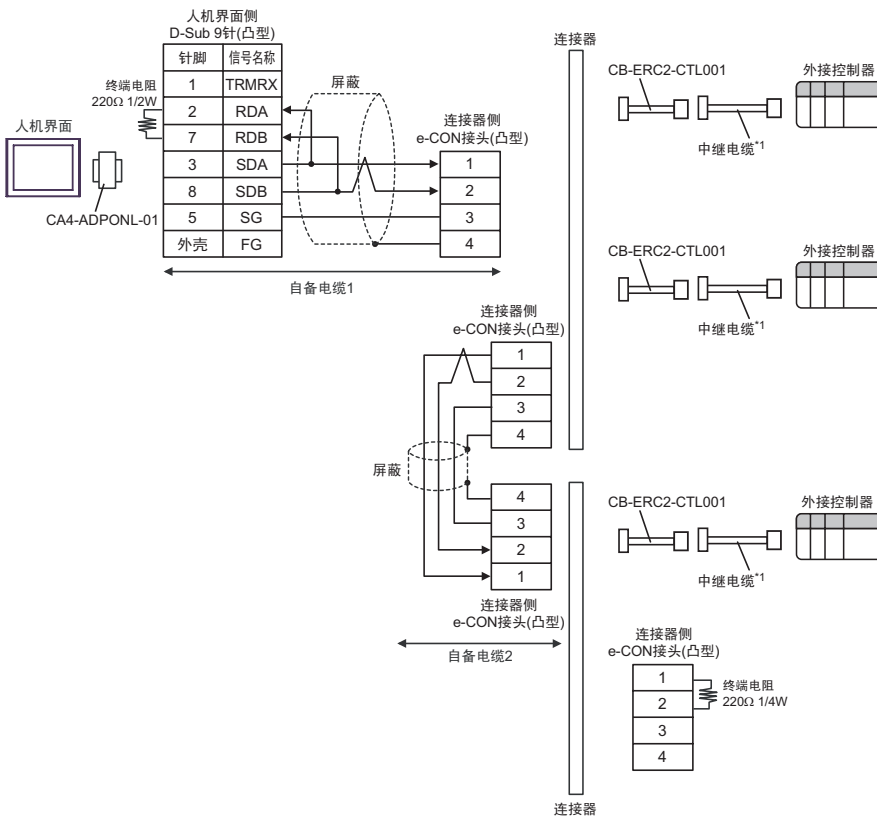 人机界面侧
D-Sub 9针(凸型)
针脚 信号名称
1 TRMRX
2 RDA
7 RDB
3 SDA
8 SDB
5 SG
外壳 FG
终端电阻
220Ω 1/2W
人机界面
CA4-ADPONL-01
屏蔽
连接器侧
e-CON接头(凸型)
1
2
3
4
自备电缆1
连接器
CB-ERC2-CTL001
中继电缆*1
外接控制器
CB-ERC2-CTL001
中继电缆*1
外接控制器
连接器侧
e-CON接头(凸型)
1
2
3
4
屏蔽
4
3
2
1
连接器侧
e-CON接头(凸型)
自备电缆2
CB-ERC2-CTL001
中继电缆*1
外接控制器
连接器侧
e-CON接头(凸型)
1
2
3
4
终端电阻
220Ω 1/4W
连接器